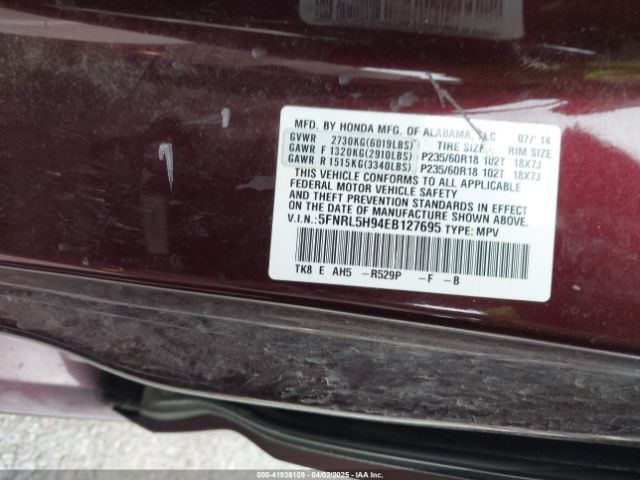 MFD. BY HONDA MFG. OF ALABAMA, LLC 07/ 14
GVWR 2730KG(6019LBS) TIRE SIZE RIM SIZE
GAWR F 1320KG(2910LBS) P235/60R18 102T 18X7J
GAWR R 1515KG(3340LBS) P235/60R18 102T 18X7J
THIS VEHICLE CONFORMS TO ALL APPLICABLE
FEDERAL MOTOR VEHICLE SAFETY
AND THEFT PREVENTION STANDARDS IN EFFECT
ON THE DATE OF MANUFACTURE SHOWN ABOVE.
V.I.N.:5FNRL5H94EB127695 TYPE: MPV
TK8 E AH5 -R529P -F -B
000-41936109 04/02/2025 - IAAI.com